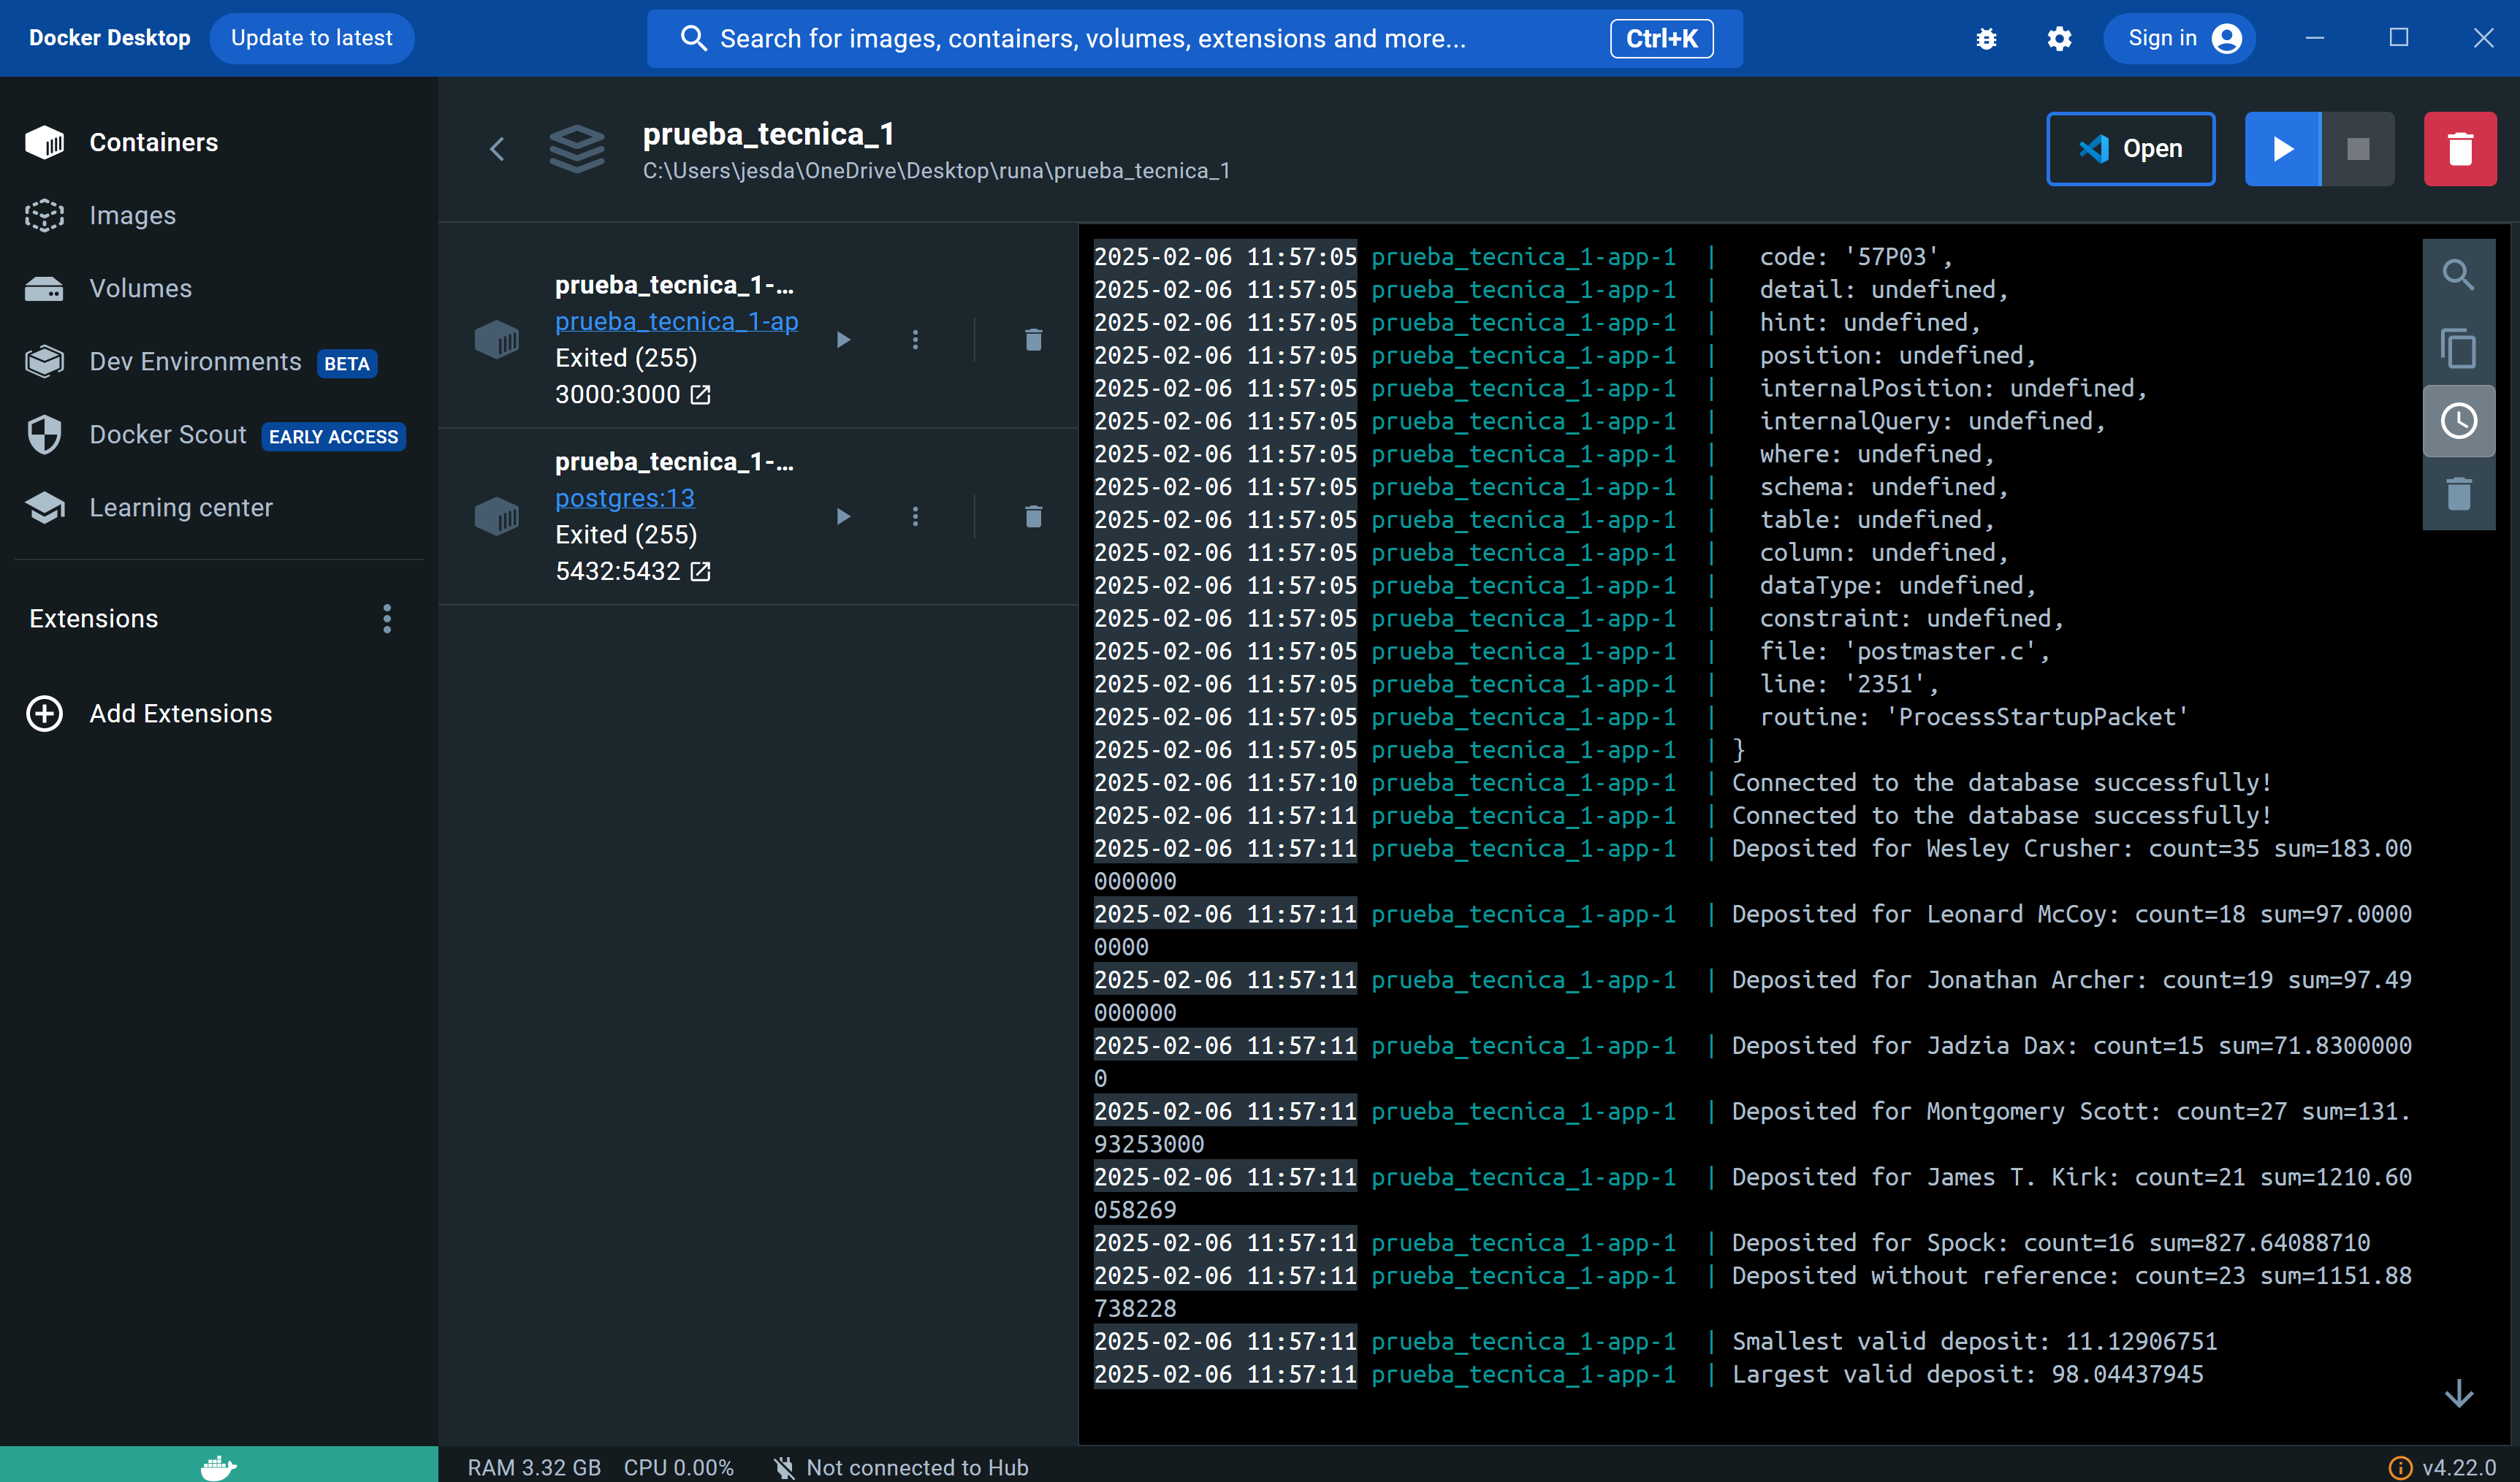 Docker Desktop
Update to latest
Search for images, containers, volumes, extensions and more...
Ctrl+K
Sign in
Containers
Images
Volumes
Dev Environments BETA
Docker Scout EARLY ACCESS
Learning center
Extensions
Add Extensions
prueba_tecnica_1
C:\Users\jesda\OneDrive\Desktop\runa\prueba_tecnica_1
Open
prueba_tecnica_1-...
prueba_tecnica_1-ap
Exited (255)
3000:3000
prueba_tecnica_1-...
postgres:13
Exited (255)
5432:5432
2025-02-06 11:57:05 prueba_tecnica_1-app-1 | code: '57P03',
2025-02-06 11:57:05 prueba_tecnica_1-app-1 | detail: undefined,
2025-02-06 11:57:05 prueba_tecnica_1-app-1 | hint: undefined,
2025-02-06 11:57:05 prueba_tecnica_1-app-1 | position: undefined,
2025-02-06 11:57:05 prueba_tecnica_1-app-1 | internalPosition: undefined,
2025-02-06 11:57:05 prueba_tecnica_1-app-1 | internalQuery: undefined,
2025-02-06 11:57:05 prueba_tecnica_1-app-1 | where: undefined,
2025-02-06 11:57:05 prueba_tecnica_1-app-1 | schema: undefined,
2025-02-06 11:57:05 prueba_tecnica_1-app-1 | table: undefined,
2025-02-06 11:57:05 prueba_tecnica_1-app-1 | column: undefined,
2025-02-06 11:57:05 prueba_tecnica_1-app-1 | dataType: undefined,
2025-02-06 11:57:05 prueba_tecnica_1-app-1 | constraint: undefined,
2025-02-06 11:57:05 prueba_tecnica_1-app-1 | file: 'postmaster.c',
2025-02-06 11:57:05 prueba_tecnica_1-app-1 | line: '2351',
2025-02-06 11:57:05 prueba_tecnica_1-app-1 | routine: 'ProcessStartupPacket'
2025-02-06 11:57:05 prueba_tecnica_1-app-1 | }
2025-02-06 11:57:10 prueba_tecnica_1-app-1 | Connected to the database successfully!
2025-02-06 11:57:11 prueba_tecnica_1-app-1 | Connected to the database successfully!
2025-02-06 11:57:11 prueba_tecnica_1-app-1 | Deposited for Wesley Crusher: count=35 sum=183.00
000000
2025-02-06 11:57:11 prueba_tecnica_1-app-1 | Deposited for Leonard McCoy: count=18 sum=97.0000
0000
2025-02-06 11:57:11 prueba_tecnica_1-app-1 | Deposited for Jonathan Archer: count=19 sum=97.49
000000
2025-02-06 11:57:11 prueba_tecnica_1-app-1 | Deposited for Jadzia Dax: count=15 sum=71.8300000
0
2025-02-06 11:57:11 prueba_tecnica_1-app-1 | Deposited for Montgomery Scott: count=27 sum=131.
93253000
2025-02-06 11:57:11 prueba_tecnica_1-app-1 | Deposited for James T. Kirk: count=21 sum=1210.60
058269
2025-02-06 11:57:11 prueba_tecnica_1-app-1 | Deposited for Spock: count=16 sum=827.64088710
2025-02-06 11:57:11 prueba_tecnica_1-app-1 | Deposited without reference: count=23 sum=1151.88
738228
2025-02-06 11:57:11 prueba_tecnica_1-app-1 | Smallest valid deposit: 11.12906751
2025-02-06 11:57:11 prueba_tecnica_1-app-1 | Largest valid deposit: 98.04437945
RAM 3.32 GB CPU 0.00% Not connected to Hub
v4.22.0